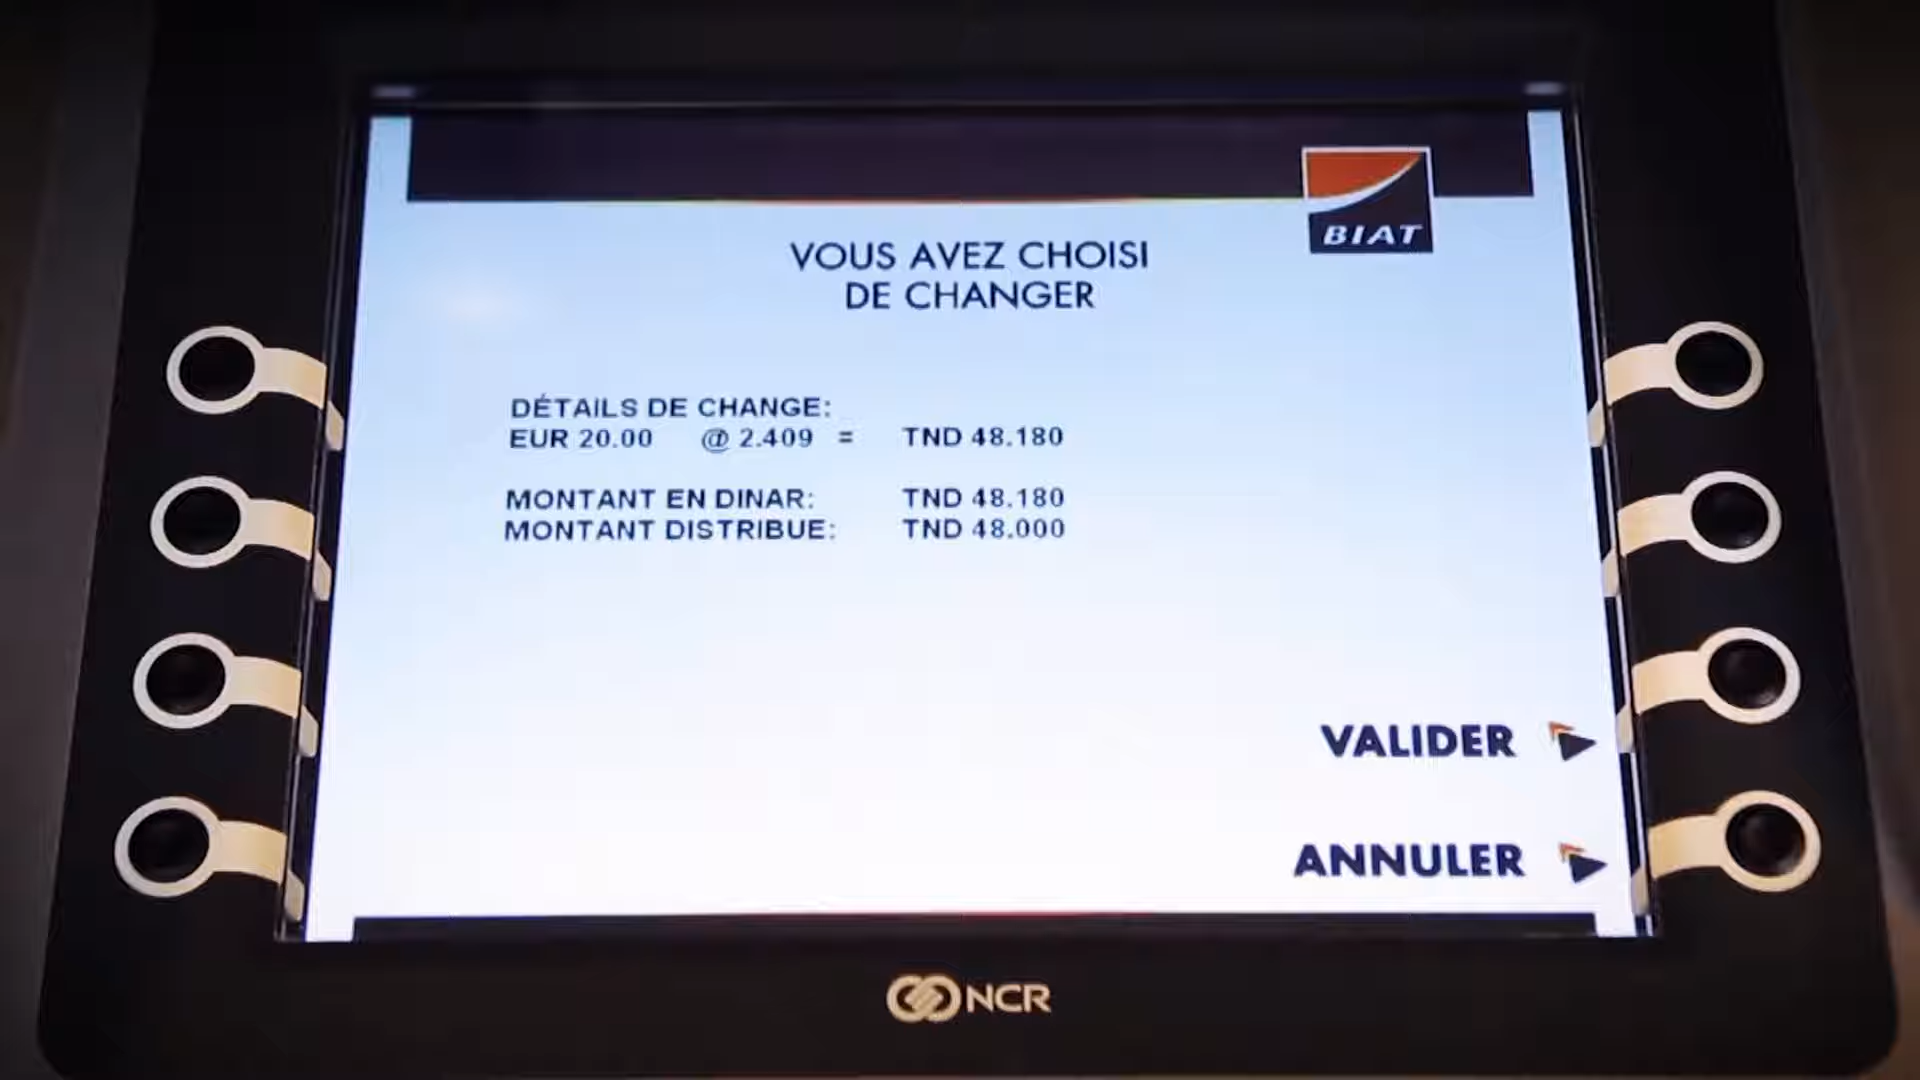 BIAT
VOUS AVEZ CHOISI
DE CHANGER
DÉTAILS DE CHANGE:
EUR 20.00 @ 2.409 = TND 48.180
MONTANT EN DINAR: TND 48.180
MONTANT DISTRIBUE: TND 48.000
VALIDER
ANNULER
NCR